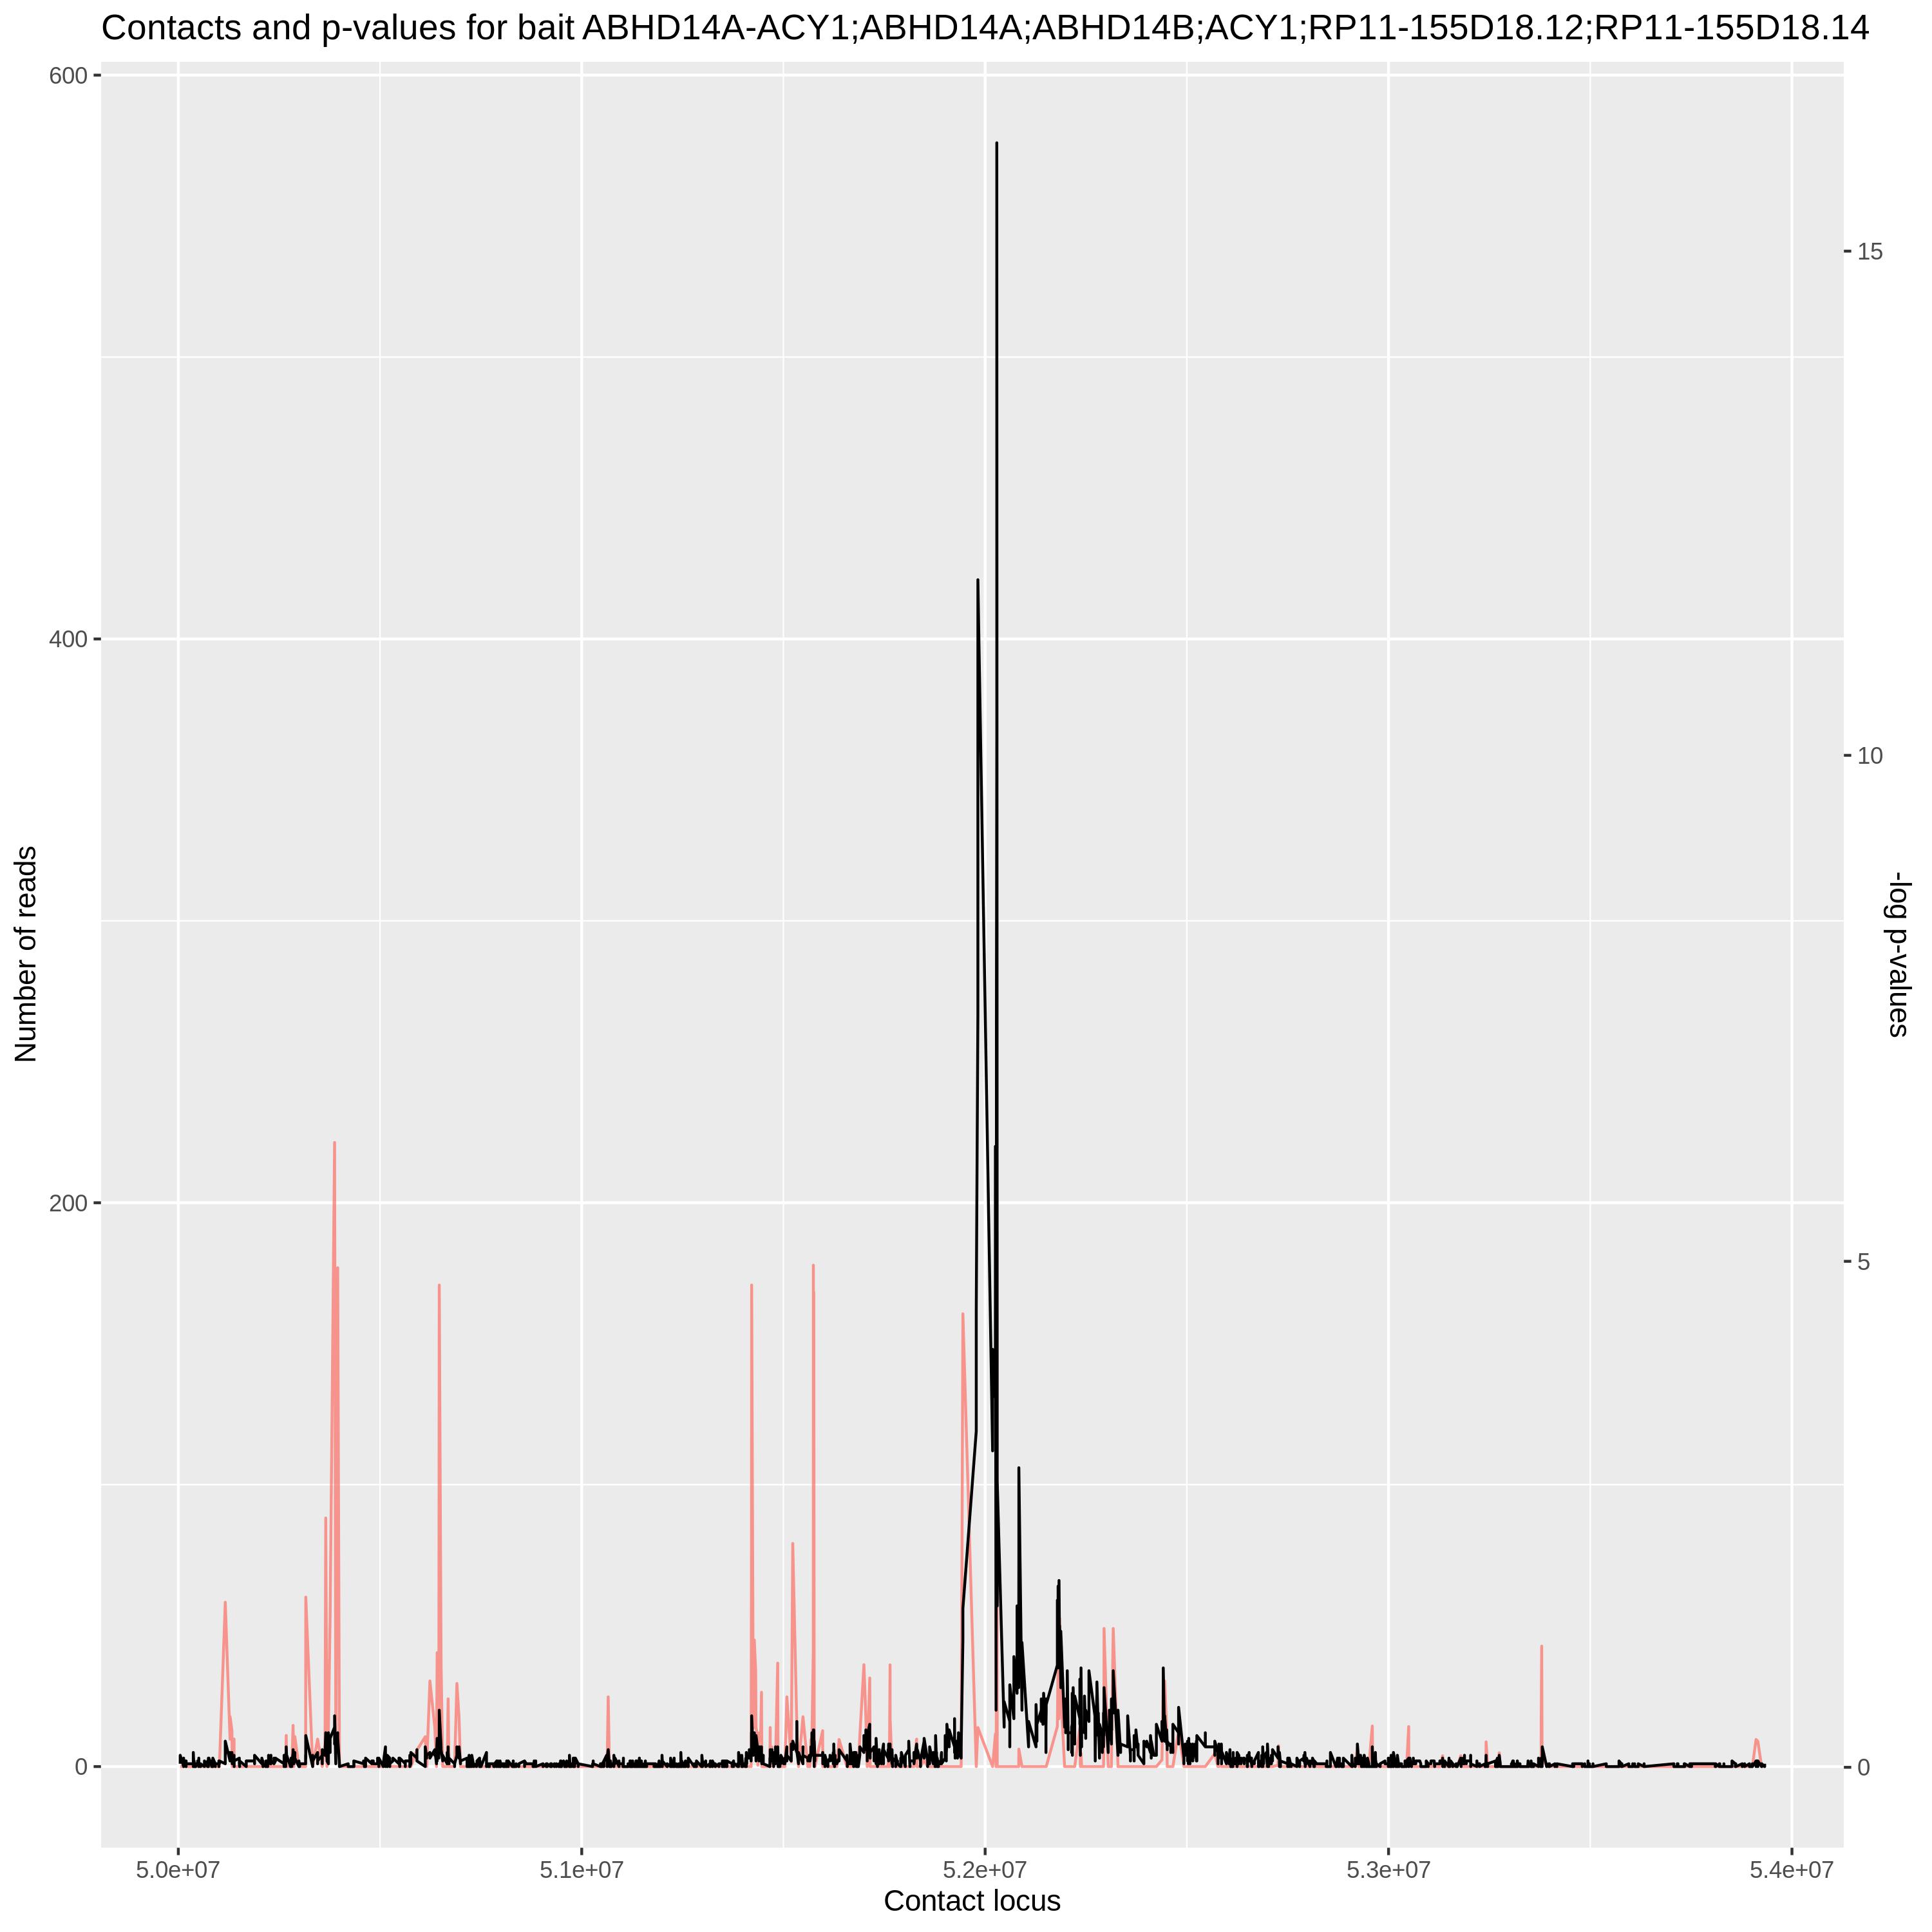 Contacts and p-values for bait ABHD14A-ACY1;ABHD14A;ABHD14B;ACY1;RP11-155D18.12;RP11-155D18.14
600
400
200
0
Number of reads
15
10
5
0
-log p-values
5.0e+07
5.1e+07
5.2e+07
5.3e+07
5.4e+07
Contact locus